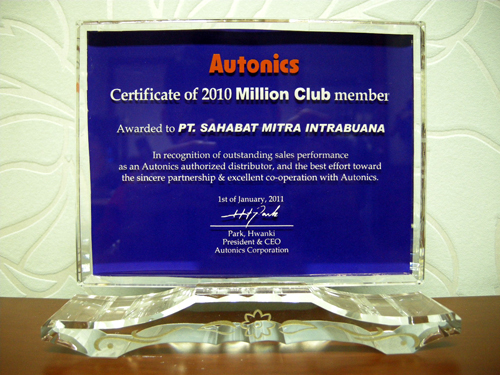 Autonics
Certificate of 2010 Million Club member
Awarded to PT. SAHABAT MITRA INTRABUANA
In recognition of outstanding sales performance
as an Autonics authorized distributor, and the best effort toward
the sincere partnership & excellent co-operation with Autonics.
1st of January, 2011
Park, Hwanki
President & CEO
Autonics Corporation